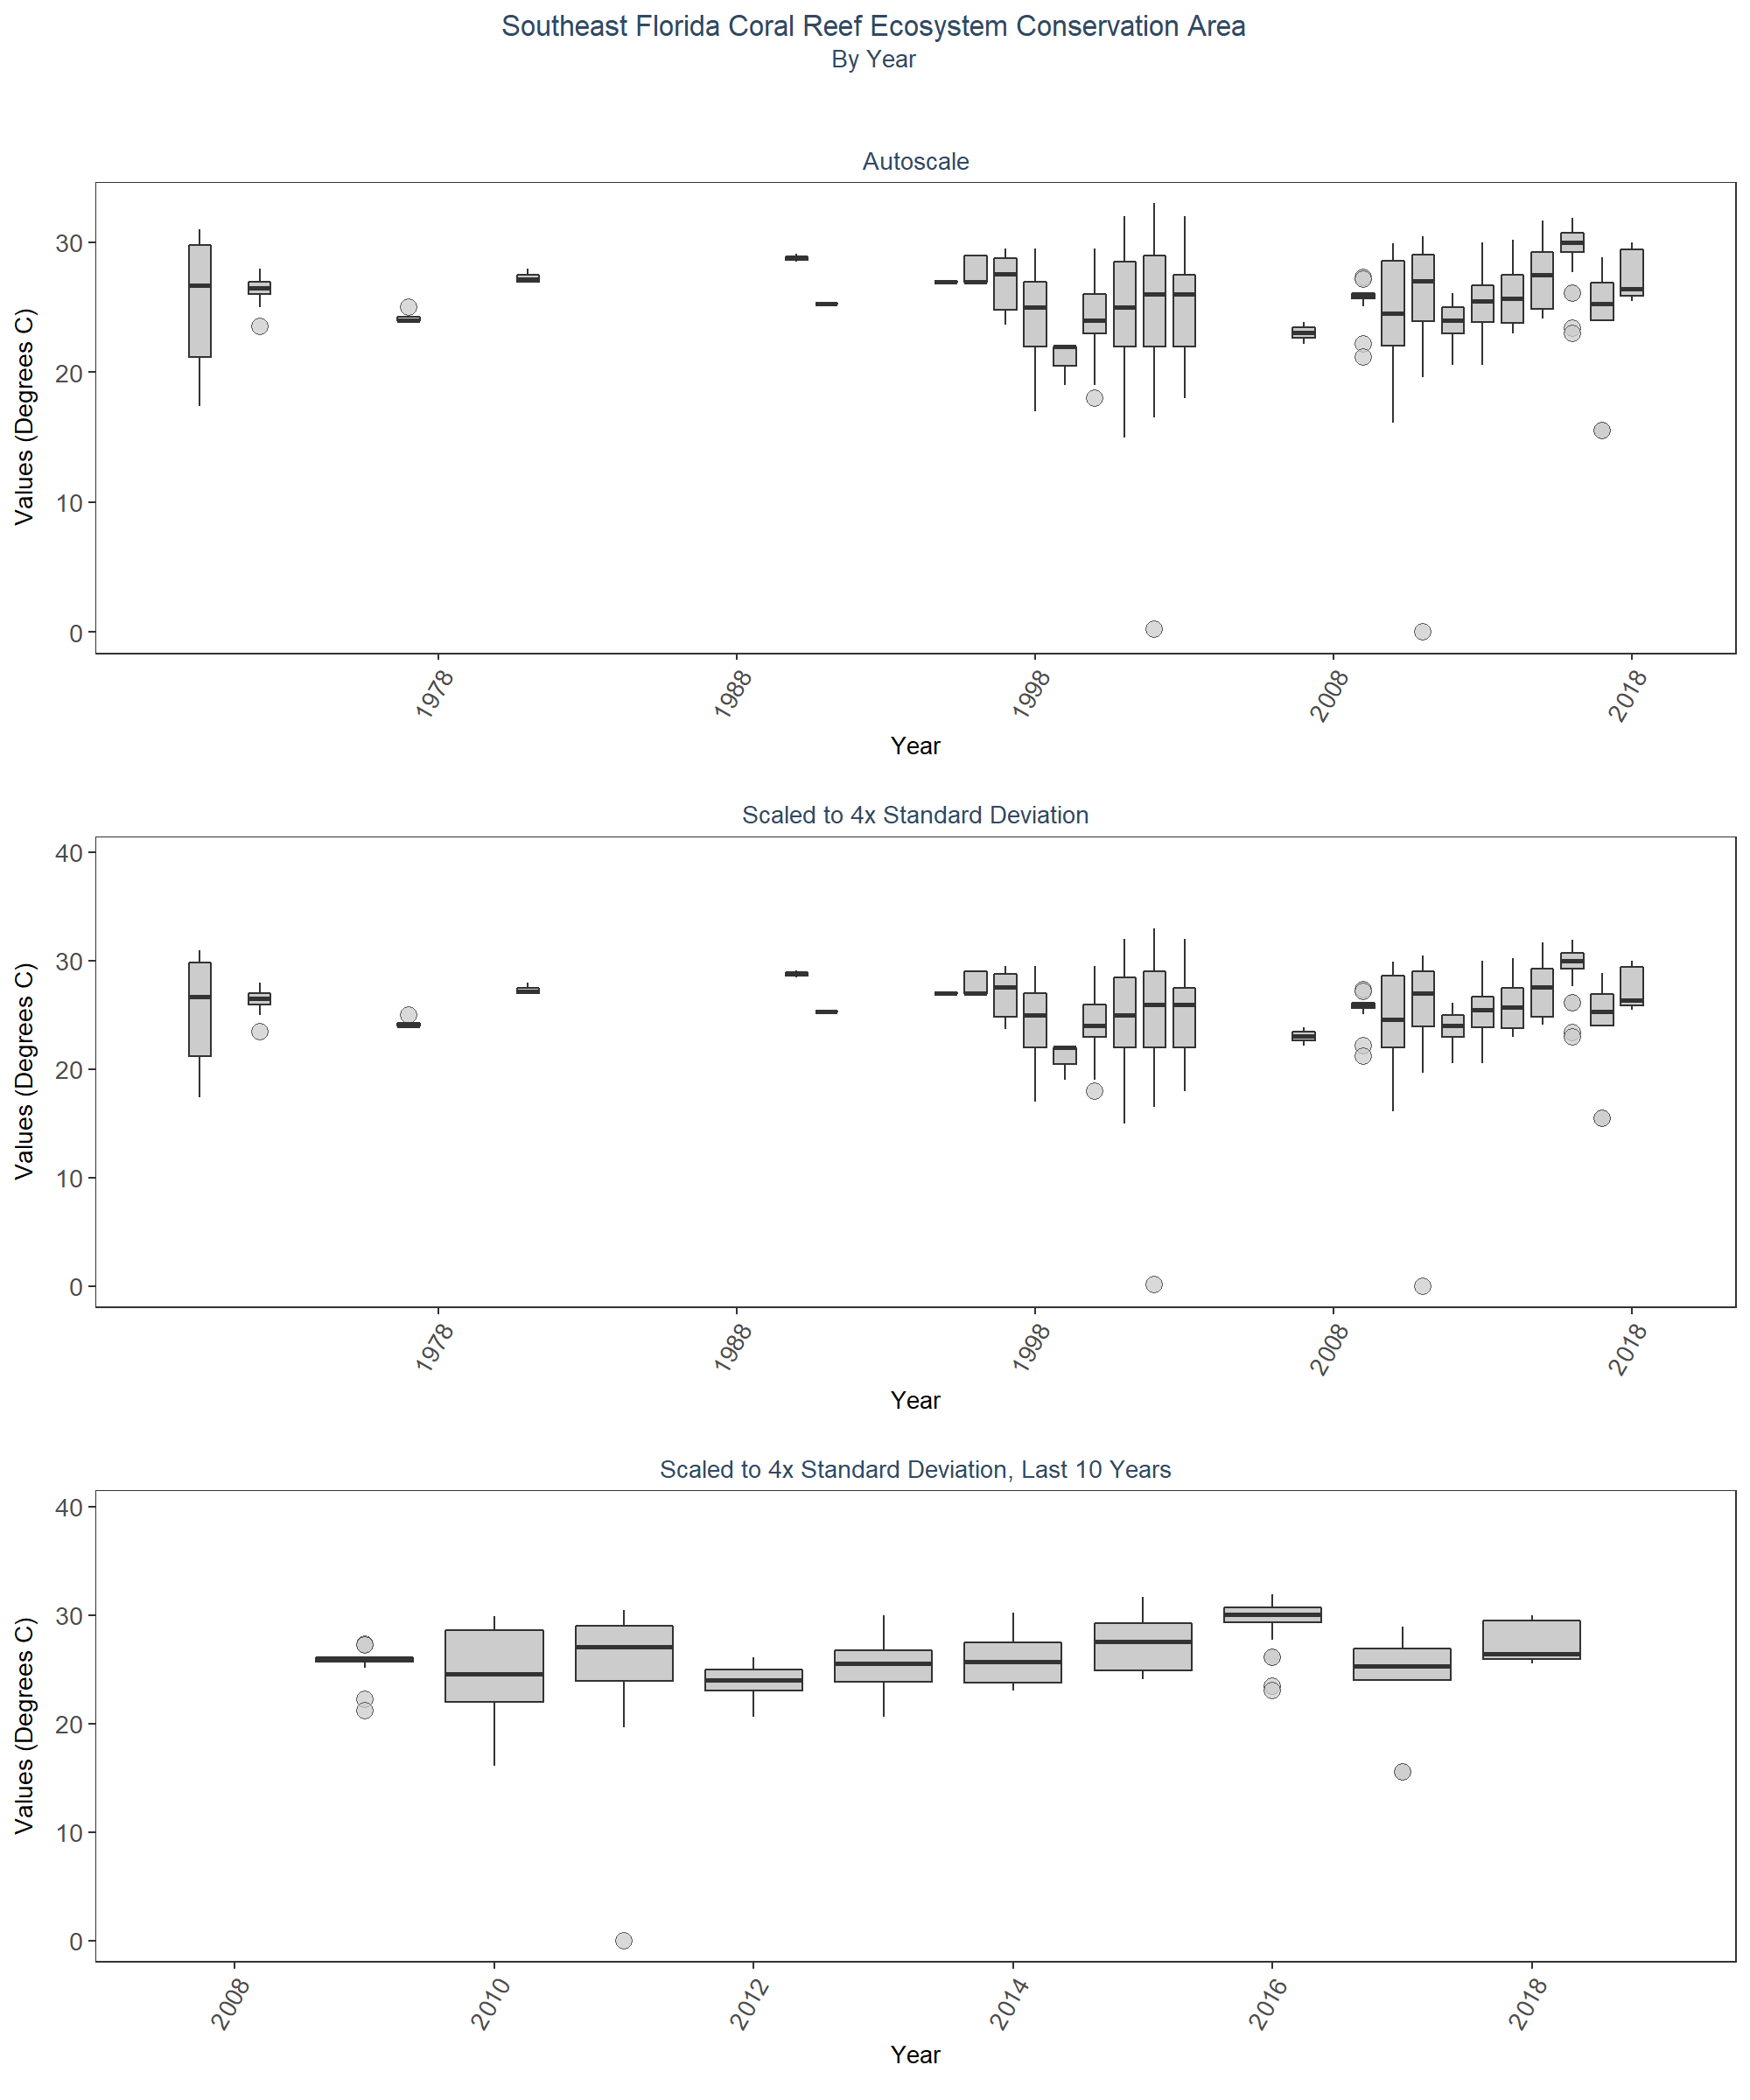 Southeast Florida Coral Reef Ecosystem Conservation Area
By Year
Autoscale
Values (Degrees C)
30
20
10
0
1978
1988
1998
2008
2018
Year
Scaled to 4x Standard Deviation
Values (Degrees C)
40
30
20
10
0
1978
1988
1998
2008
2018
Year
Scaled to 4x Standard Deviation, Last 10 Years
Values (Degrees C)
40
30
20
10
0
2008
2010
2012
2014
2016
2018
Year